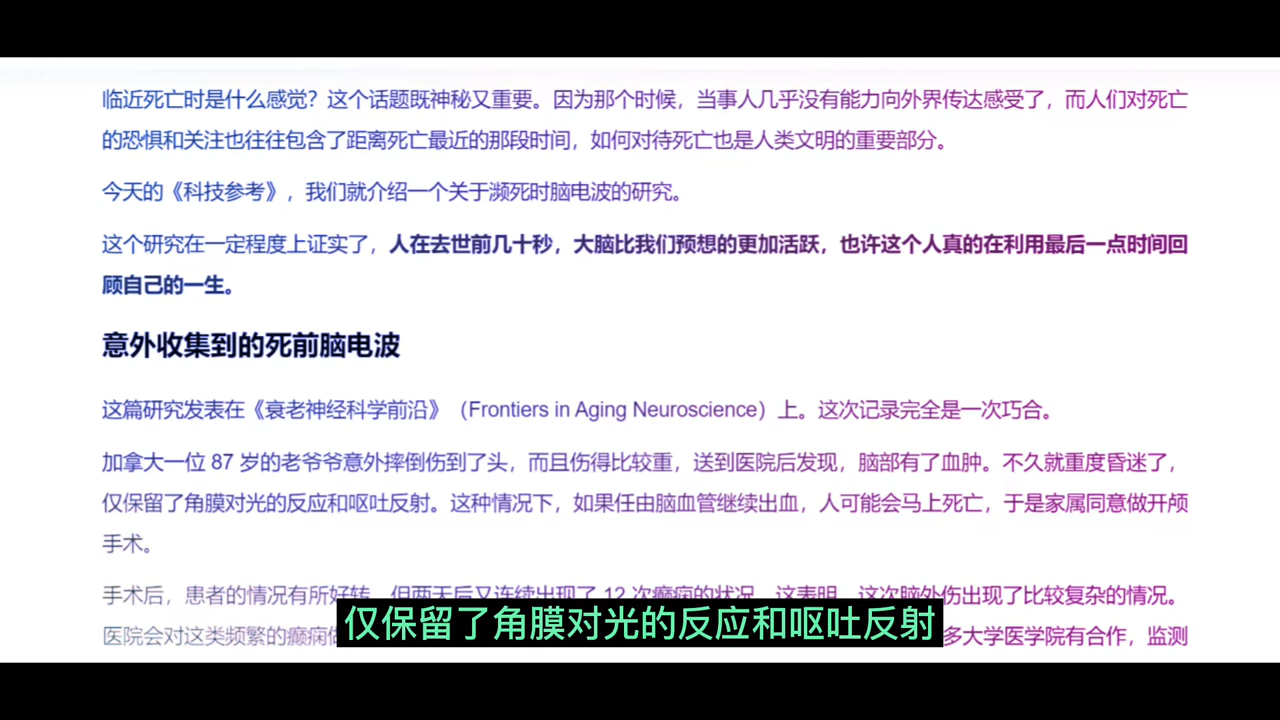 临近死亡时是什么感觉？这个话题既神秘又重要。因为那个时候，当事人几乎没有能力向外界传达感受了，而人们对死亡
的恐惧和关注也往往包含了距离死亡最近的那段时间，如何对待死亡也是人类文明的重要部分。
今天的《科技参考》，我们就介绍一个关于濒死时脑电波的研究。
这个研究在一定程度上证实了，人在去世前几十秒，大脑比我们预想的更加活跃，也许这个人真的在利用最后一点时间回
顾自己的一生。
意外收集到的死前脑电波
这篇研究发表在《衰老神经科学前沿》（Frontiers in Aging Neuroscience）上。这次记录完全是一次巧合。
加拿大一位 87 岁的老爷爷意外摔倒伤到了头，而且伤得比较重，送到医院后发现，脑部有了血肿。不久就重度昏迷了，
仅保留了角膜对光的反应和呕吐反射。这种情况下，如果任由脑血管继续出血，人可能会马上死亡，于是家属同意做开颅
手术。
手术后，患者的情况有所好转，但两天后又连续出现了 12 次癫痫的状况，这表明，这次脑外伤出现了比较复杂的情况。
医院会对这类频繁的癫痫
多大学医学院有合作，监测
仅保留了角膜对光的反应和呕吐反射